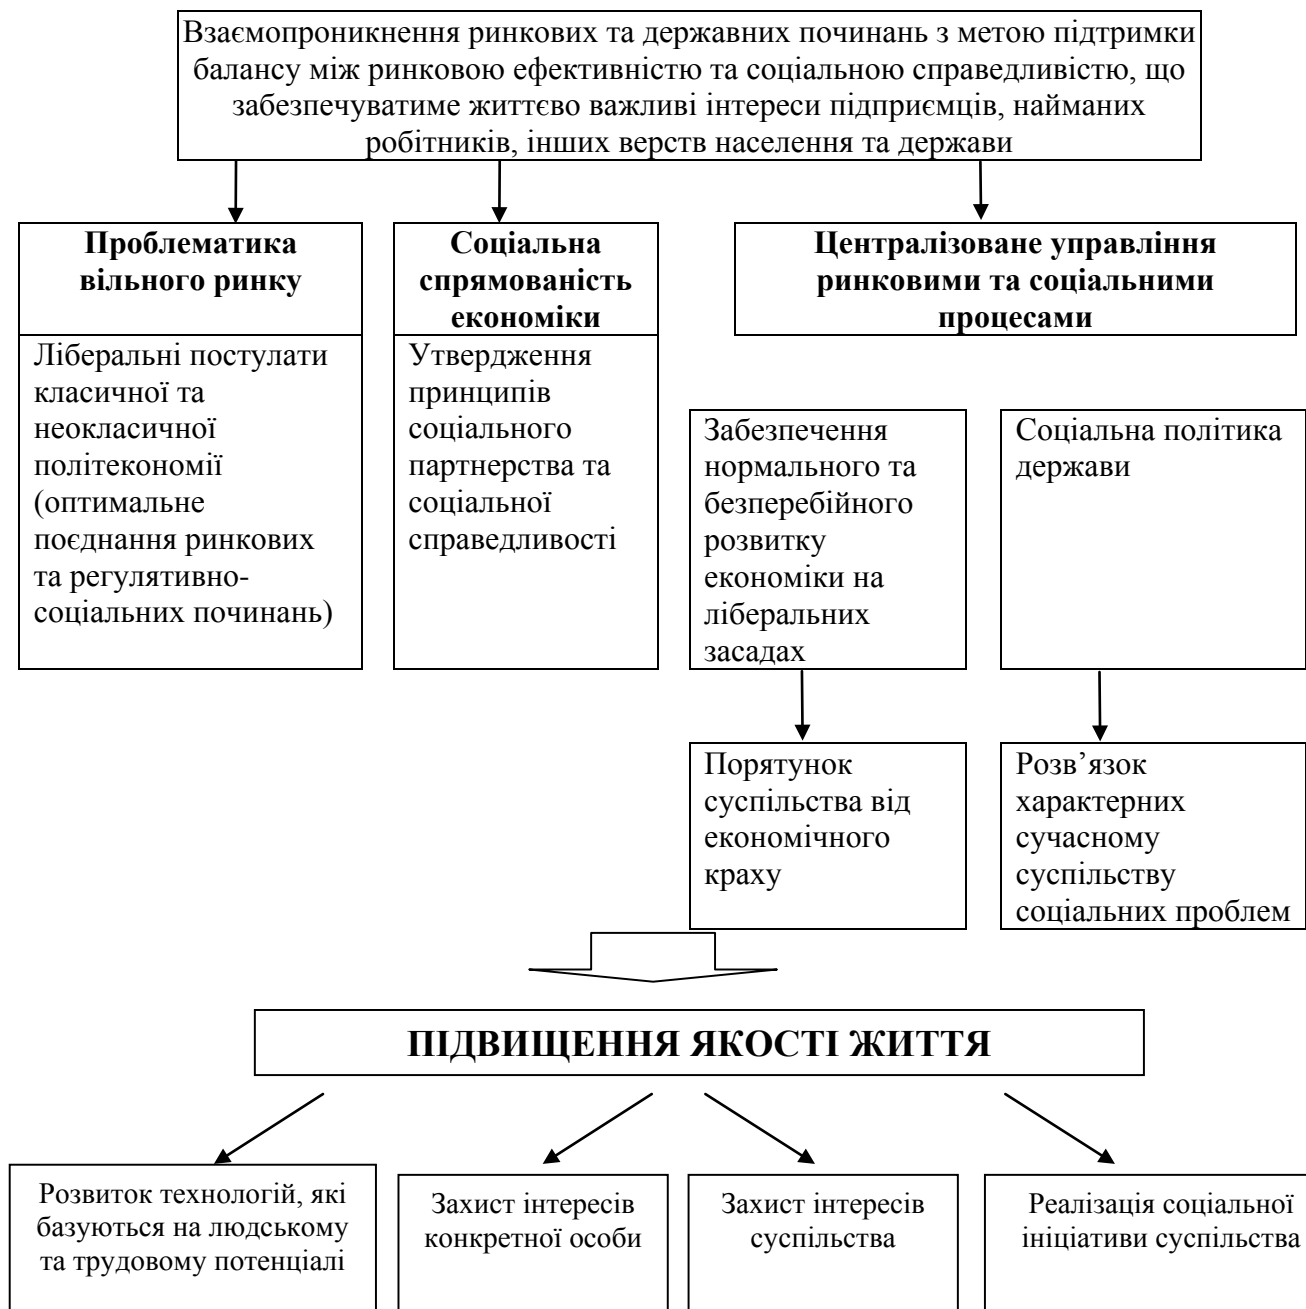 Взаємопроникнення ринкових та державних починань з метою підтримки
балансу між ринковою ефективністю та соціальною справедливістю, що
забезпечуватиме життєво важливі інтереси підприємців, найманих
робітників, інших верств населення та держави
Проблематика
вільного ринку
Ліберальні постулати
класичної та
неокласичної
політекономії
(оптимальне
поєднання ринкових
та регулятивно-
соціальних починань)
Соціальна
спрямованість
економіки
Утвердження
принципів
соціального
партнерства та
соціальної
справедливості
Централізоване управління
ринковими та соціальними
процесами
Забезпечення
нормального та
безперебійного
розвитку
економіки на
ліберальних
засадах
Соціальна політика
держави
Порятунок
суспільства від
економічного
краху
Розв’язок
характерних
сучасному
суспільству
соціальних проблем
ПІДВИЩЕННЯ ЯКОСТІ ЖИТТЯ
Розвиток технологій, які
базуються на людському
та трудовому потенціалі
Захист інтересів
конкретної особи
Захист інтересів
суспільства
Реалізація соціальної
ініціативи суспільства